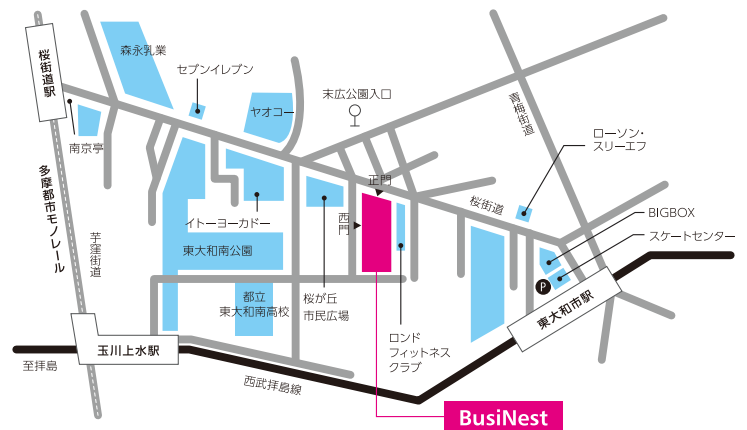 森永乳業
セブンイレブン
桜街道駅
ヤオコー
末広公園入口
青梅街道
ローソン・
スリーエフ
南京亭
多摩都市モノレール
芋窪街道
正門
西門
桜街道
イトーヨーカドー
東大和南公園
BIGBOX
スケートセンター
P
都立
東大和南高校
桜が丘
市民広場
東大和市駅
ロンド
フィットネス
クラブ
玉川上水駅
至拝島
西武拝島線
BusiNest